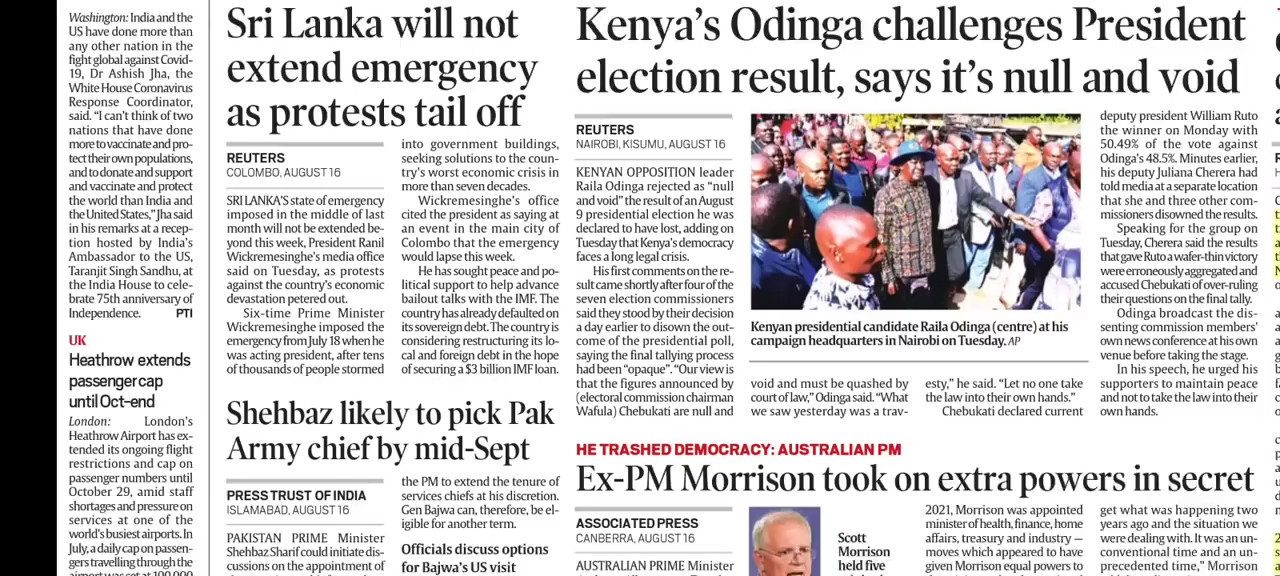 Washington: India and the
US have done more than
any other nation in the
fight global against Covid-
19, Dr Ashish Jha, the
White House Coronavirus
Response Coordinator,
said. “I can’t think of two
nations that have done
more to vaccinate and pro-
tect their own populations,
and to donate and support
and vaccinate and protect
the world than India and
the United States,” Jha said
in his remarks at a recep-
tion hosted by India’s
Ambassador to the US,
Taranjit Singh Sandhu, at
the India House to cele-
brate 75th anniversary of
Independence. PTI
UK
Heathrow extends
passenger cap
until Oct-end
London: London’s
Heathrow Airport has ex-
tended its ongoing flight
restrictions and cap on
passenger numbers until
October 29, amid staff
shortages and pressure on
services at one of the
world’s busiest airports. In
July, a daily cap on passen-
gers travelling through the
airport was set at 100,000
Sri Lanka will not
extend emergency
as protests tail off
REUTERS
COLOMBO, AUGUST 16
SRI LANKA’S state of emergency
imposed in the middle of last
month will not be extended be-
yond this week, President Ranil
Wickremesinghe’s media office
said on Tuesday, as protests
against the country’s economic
devastation petered out.
Six-time Prime Minister
Wickremesinghe imposed the
emergency from July 18 when he
was acting president, after tens
of thousands of people stormed
into government buildings,
seeking solutions to the coun-
try’s worst economic crisis in
more than seven decades.
Wickremesinghe’s office
cited the president as saying at
an event in the main city of
Colombo that the emergency
would lapse this week.
He has sought peace and po-
litical support to help advance
bailout talks with the IMF. The
country has already defaulted on
its sovereign debt. The country is
considering restructuring its lo-
cal and foreign debt in the hope
of securing a $3 billion IMF loan.
Shehbaz likely to pick Pak
Army chief by mid-Sept
PRESS TRUST OF INDIA
ISLAMABAD, AUGUST 16
PAKISTAN PRIME Minister
Shehbaz Sharif could initiate dis-
cussions on the appointment of
the PM to extend the tenure of
services chiefs at his discretion.
Gen Bajwa can, therefore, be el-
igible for another term.
Officials discuss options
for Bajwa’s US visit
Kenya’s Odinga challenges President
election result, says it’s null and void
REUTERS
NAIROBI, KISUMU, AUGUST 16
KENYAN OPPOSITION leader
Raila Odinga rejected as “null
and void” the result of an August
9 presidential election he was
declared to have lost, adding on
Tuesday that Kenya’s democracy
faces a long legal crisis.
His first comments on the re-
sult came shortly after four of the
seven election commissioners
said they stood by their decision
a day earlier to disown the out-
come of the presidential poll,
saying the final tallying process
had been “opaque”. “Our view is
that the figures announced by
(electoral commission chairman
Wafula) Chebukati are null and
Kenyan presidential candidate Raila Odinga (centre) at his
campaign headquarters in Nairobi on Tuesday. AP
void and must be quashed by
court of law,” Odinga said. “What
we saw yesterday was a trav-
esty,” he said. “Let no one take
the law into their own hands.”
Chebukati declared current
deputy president William Ruto
the winner on Monday with
50.49% of the vote against
Odinga’s 48.5%. Minutes earlier,
his deputy Juliana Cherera had
told media at a separate location
that she and three other com-
missioners disowned the results.
Speaking for the group on
Tuesday, Cherera said the results
that gave Ruto a wafer-thin victory
were erroneously aggregated and
accused Chebukati of over-ruling
their questions on the final tally.
Odinga broadcast the dis-
senting commission members’
own news conference at his own
venue before taking the stage.
In his speech, he urged his
supporters to maintain peace
and not to take the law into their
own hands.
HE TRASHED DEMOCRACY: AUSTRALIAN PM
Ex-PM Morrison took on extra powers in secret
ASSOCIATED PRESS
CANBERRA, AUGUST 16
AUSTRALIAN PRIME Minister
Scott
Morrison
held five
2021, Morrison was appointed
minister of health, finance, home
affairs, treasury and industry —
moves which appeared to have
given Morrison equal powers to
get what was happening two
years ago and the situation we
were dealing with. It was an un-
conventional time and an un-
precedented time,” Morrison